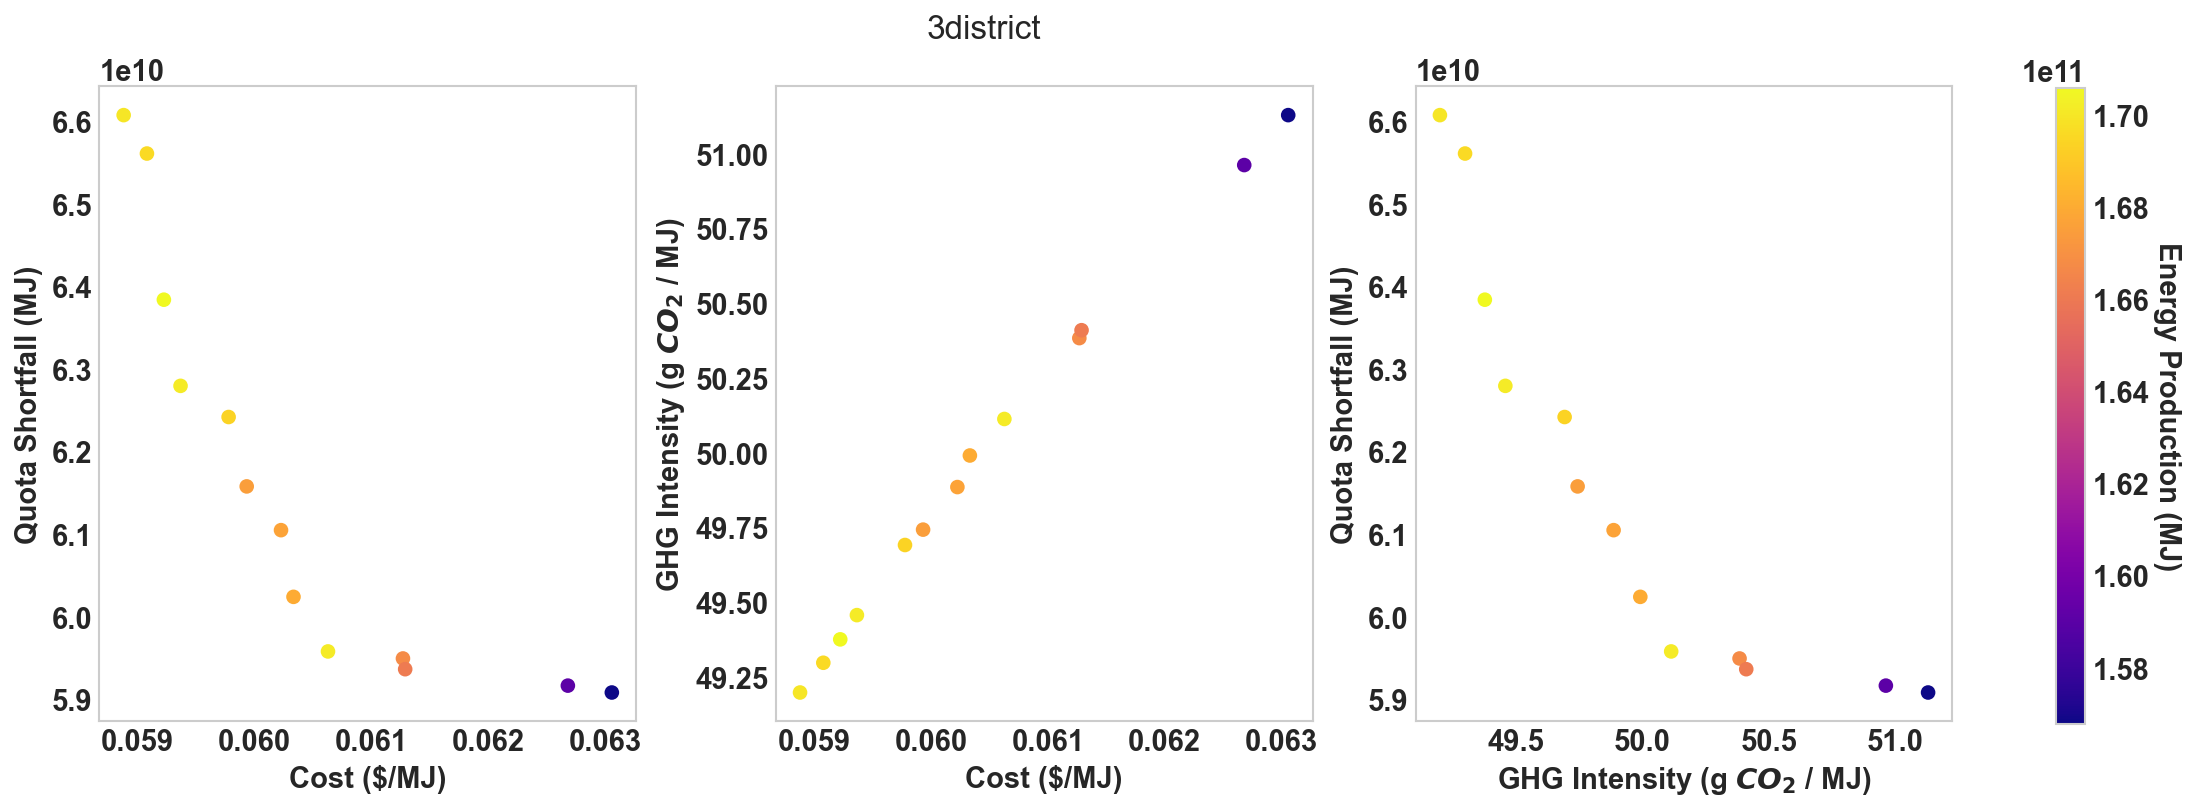 3district
1e10
6.6
6.5
6.4
6.3
6.2
6.1
6.0
5.9
Quota Shortfall (MJ)
0.059 0.060 0.061 0.062 0.063
Cost ($/MJ)
51.00
50.75
50.50
50.25
50.00
49.75
49.50
49.25
GHG Intensity (g CO₂ / MJ)
0.059 0.060 0.061 0.062 0.063
Cost ($/MJ)
1e10
6.6
6.5
6.4
6.3
6.2
6.1
6.0
5.9
Quota Shortfall (MJ)
49.5 50.0 50.5 51.0
GHG Intensity (g CO₂ / MJ)
1e11
1.70
1.68
1.66
1.64
1.62
1.60
1.58
Energy Production (MJ)